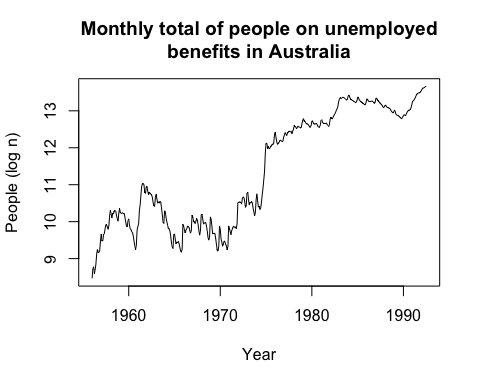 Monthly total of people on unemployed
benefits in Australia
People (log n)
13
12
11
10
9
1960 1970 1980 1990
Year